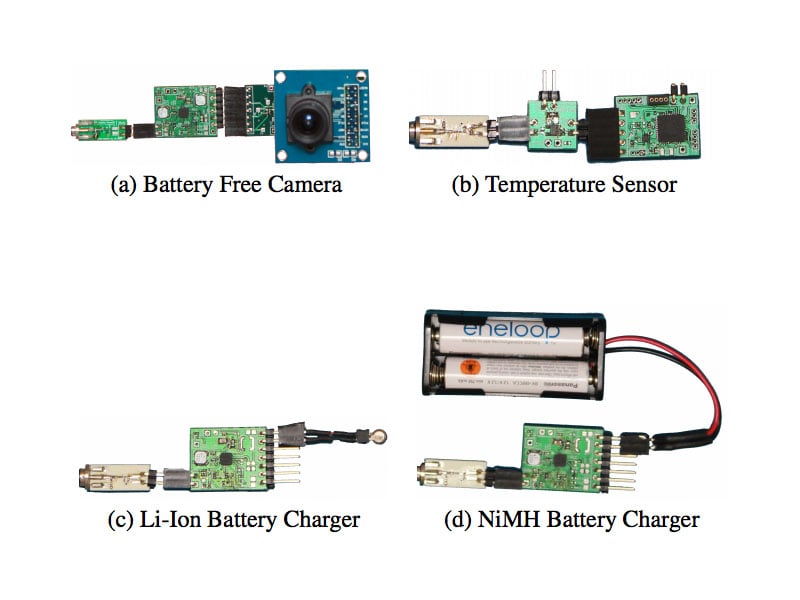 (a) Battery Free Camera
(b) Temperature Sensor
eneloop
Panasonic
(c) Li-Ion Battery Charger
(d) NiMH Battery Charger